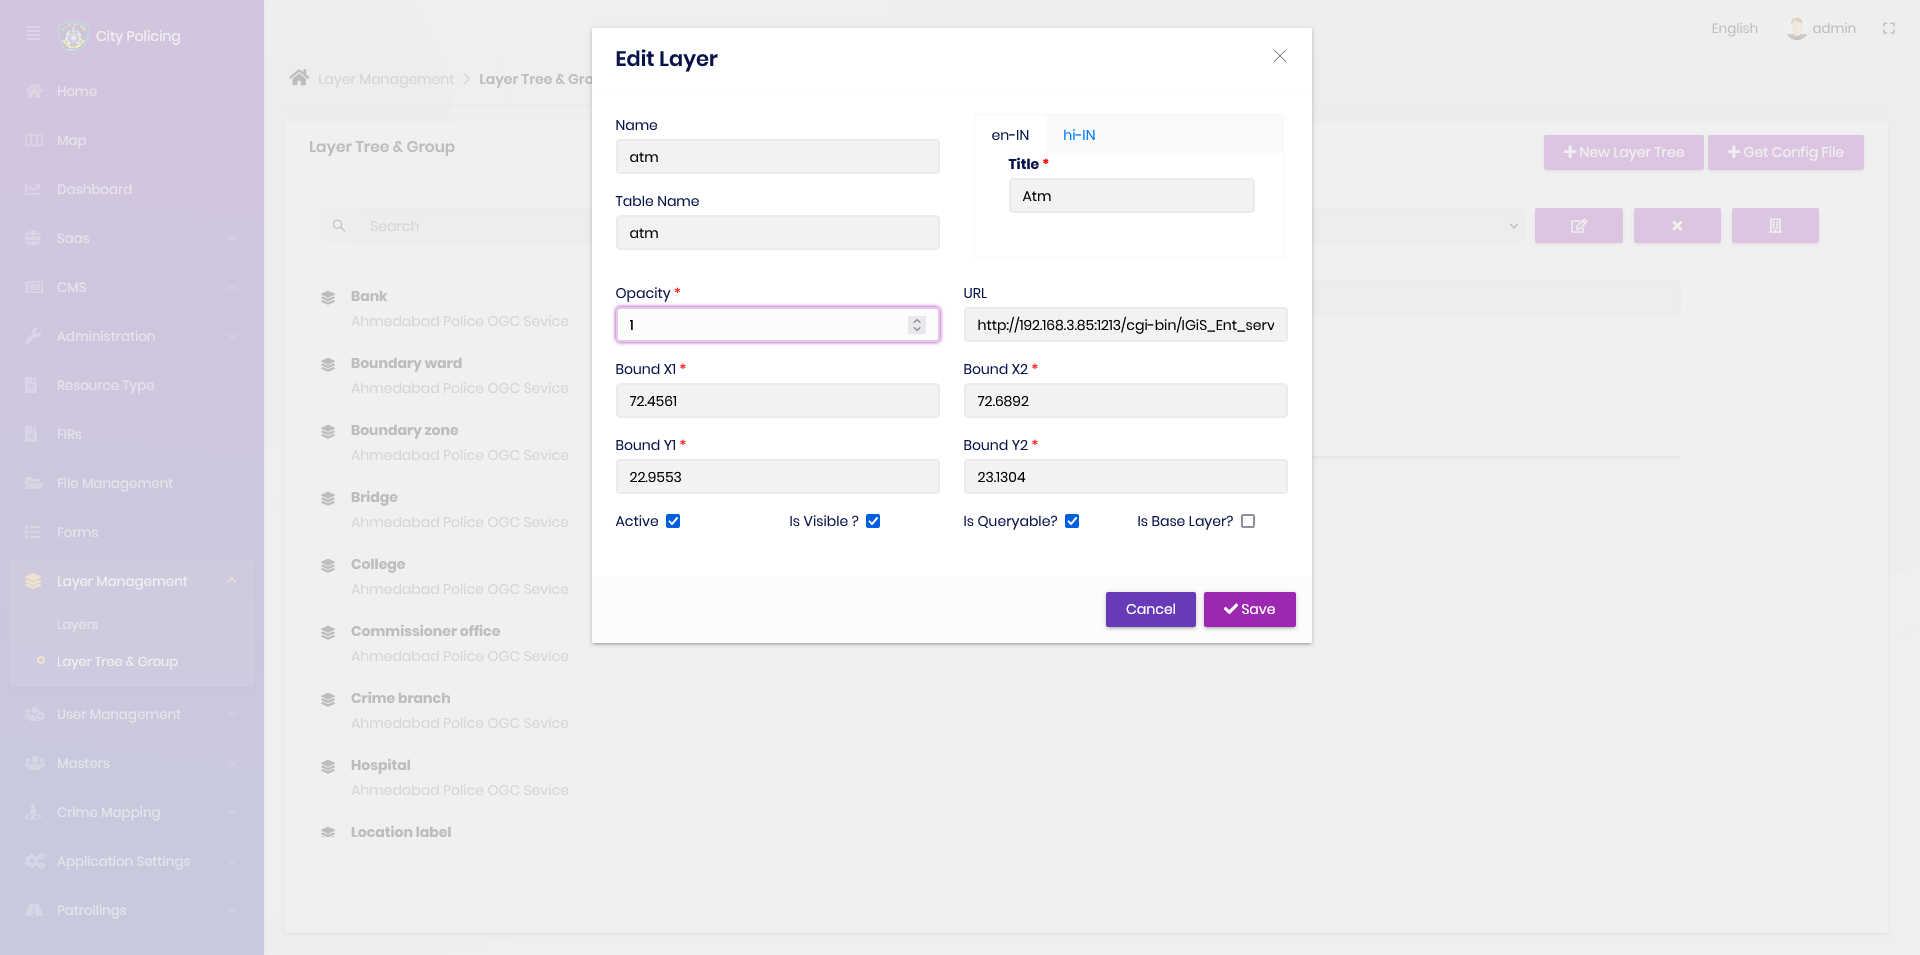 City Policing
Home
Map
Dashboard
Saas
CMS
Administration
Resource Type
FIRs
File Management
Forms
Layer Management
Layers
Layer Tree & Group
User Management
Masters
Crime Mapping
Application Settings
Patrollings
English
admin
Layer Management
Layer Tree & Gro
Layer Tree & Group
New Layer Tree
Get Config File
Search
Bank
Ahmedabad Police OGC Sevice
Boundary ward
Ahmedabad Police OGC Sevice
Boundary zone
Ahmedabad Police OGC Sevice
Bridge
Ahmedabad Police OGC Sevice
College
Ahmedabad Police OGC Sevice
Commissioner office
Ahmedabad Police OGC Sevice
Crime branch
Ahmedabad Police OGC Sevice
Hospital
Ahmedabad Police OGC Sevice
Location label
Edit Layer
Name
atm
Table Name
atm
en-IN
hi-IN
Title *
Atm
Opacity *
1
URL
http://192.168.3.85:1213/cgi-bin/IGiS_Ent_serv
Bound X1 *
72.4561
Bound X2 *
72.6892
Bound Y1 *
22.9553
Bound Y2 *
23.1304
Active
Is Visible ?
Is Queryable?
Is Base Layer?
Cancel
Save